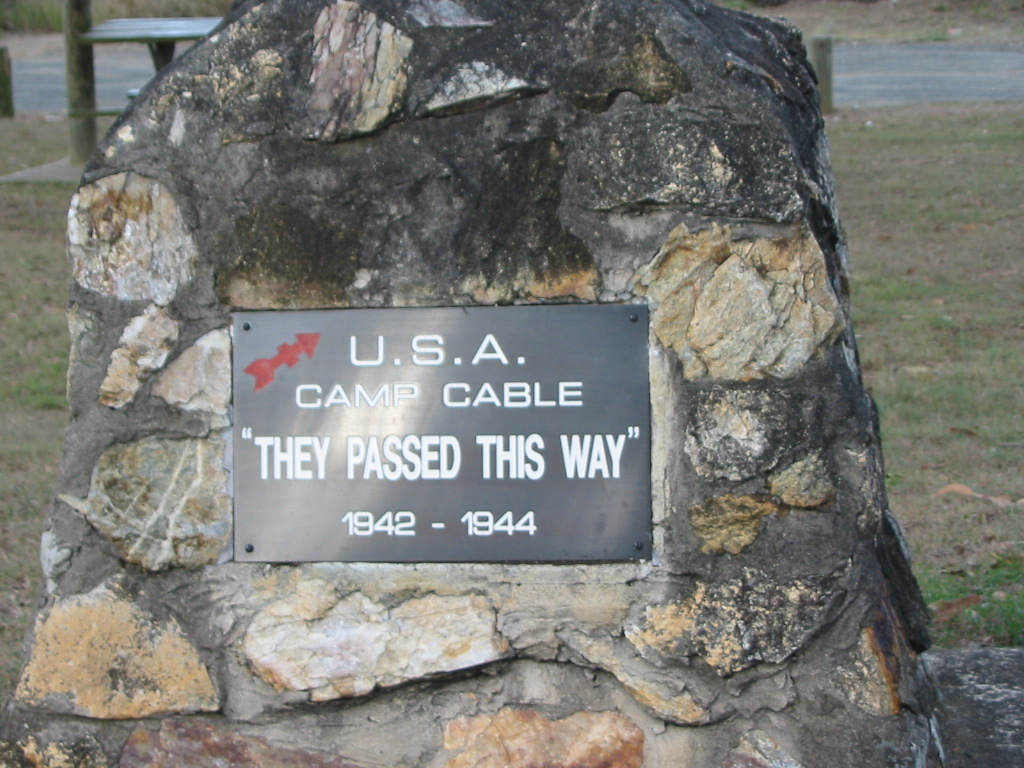 U.S.A.
CAMP CABLE
"THEY PASSED THIS WAY"
1942 - 1944